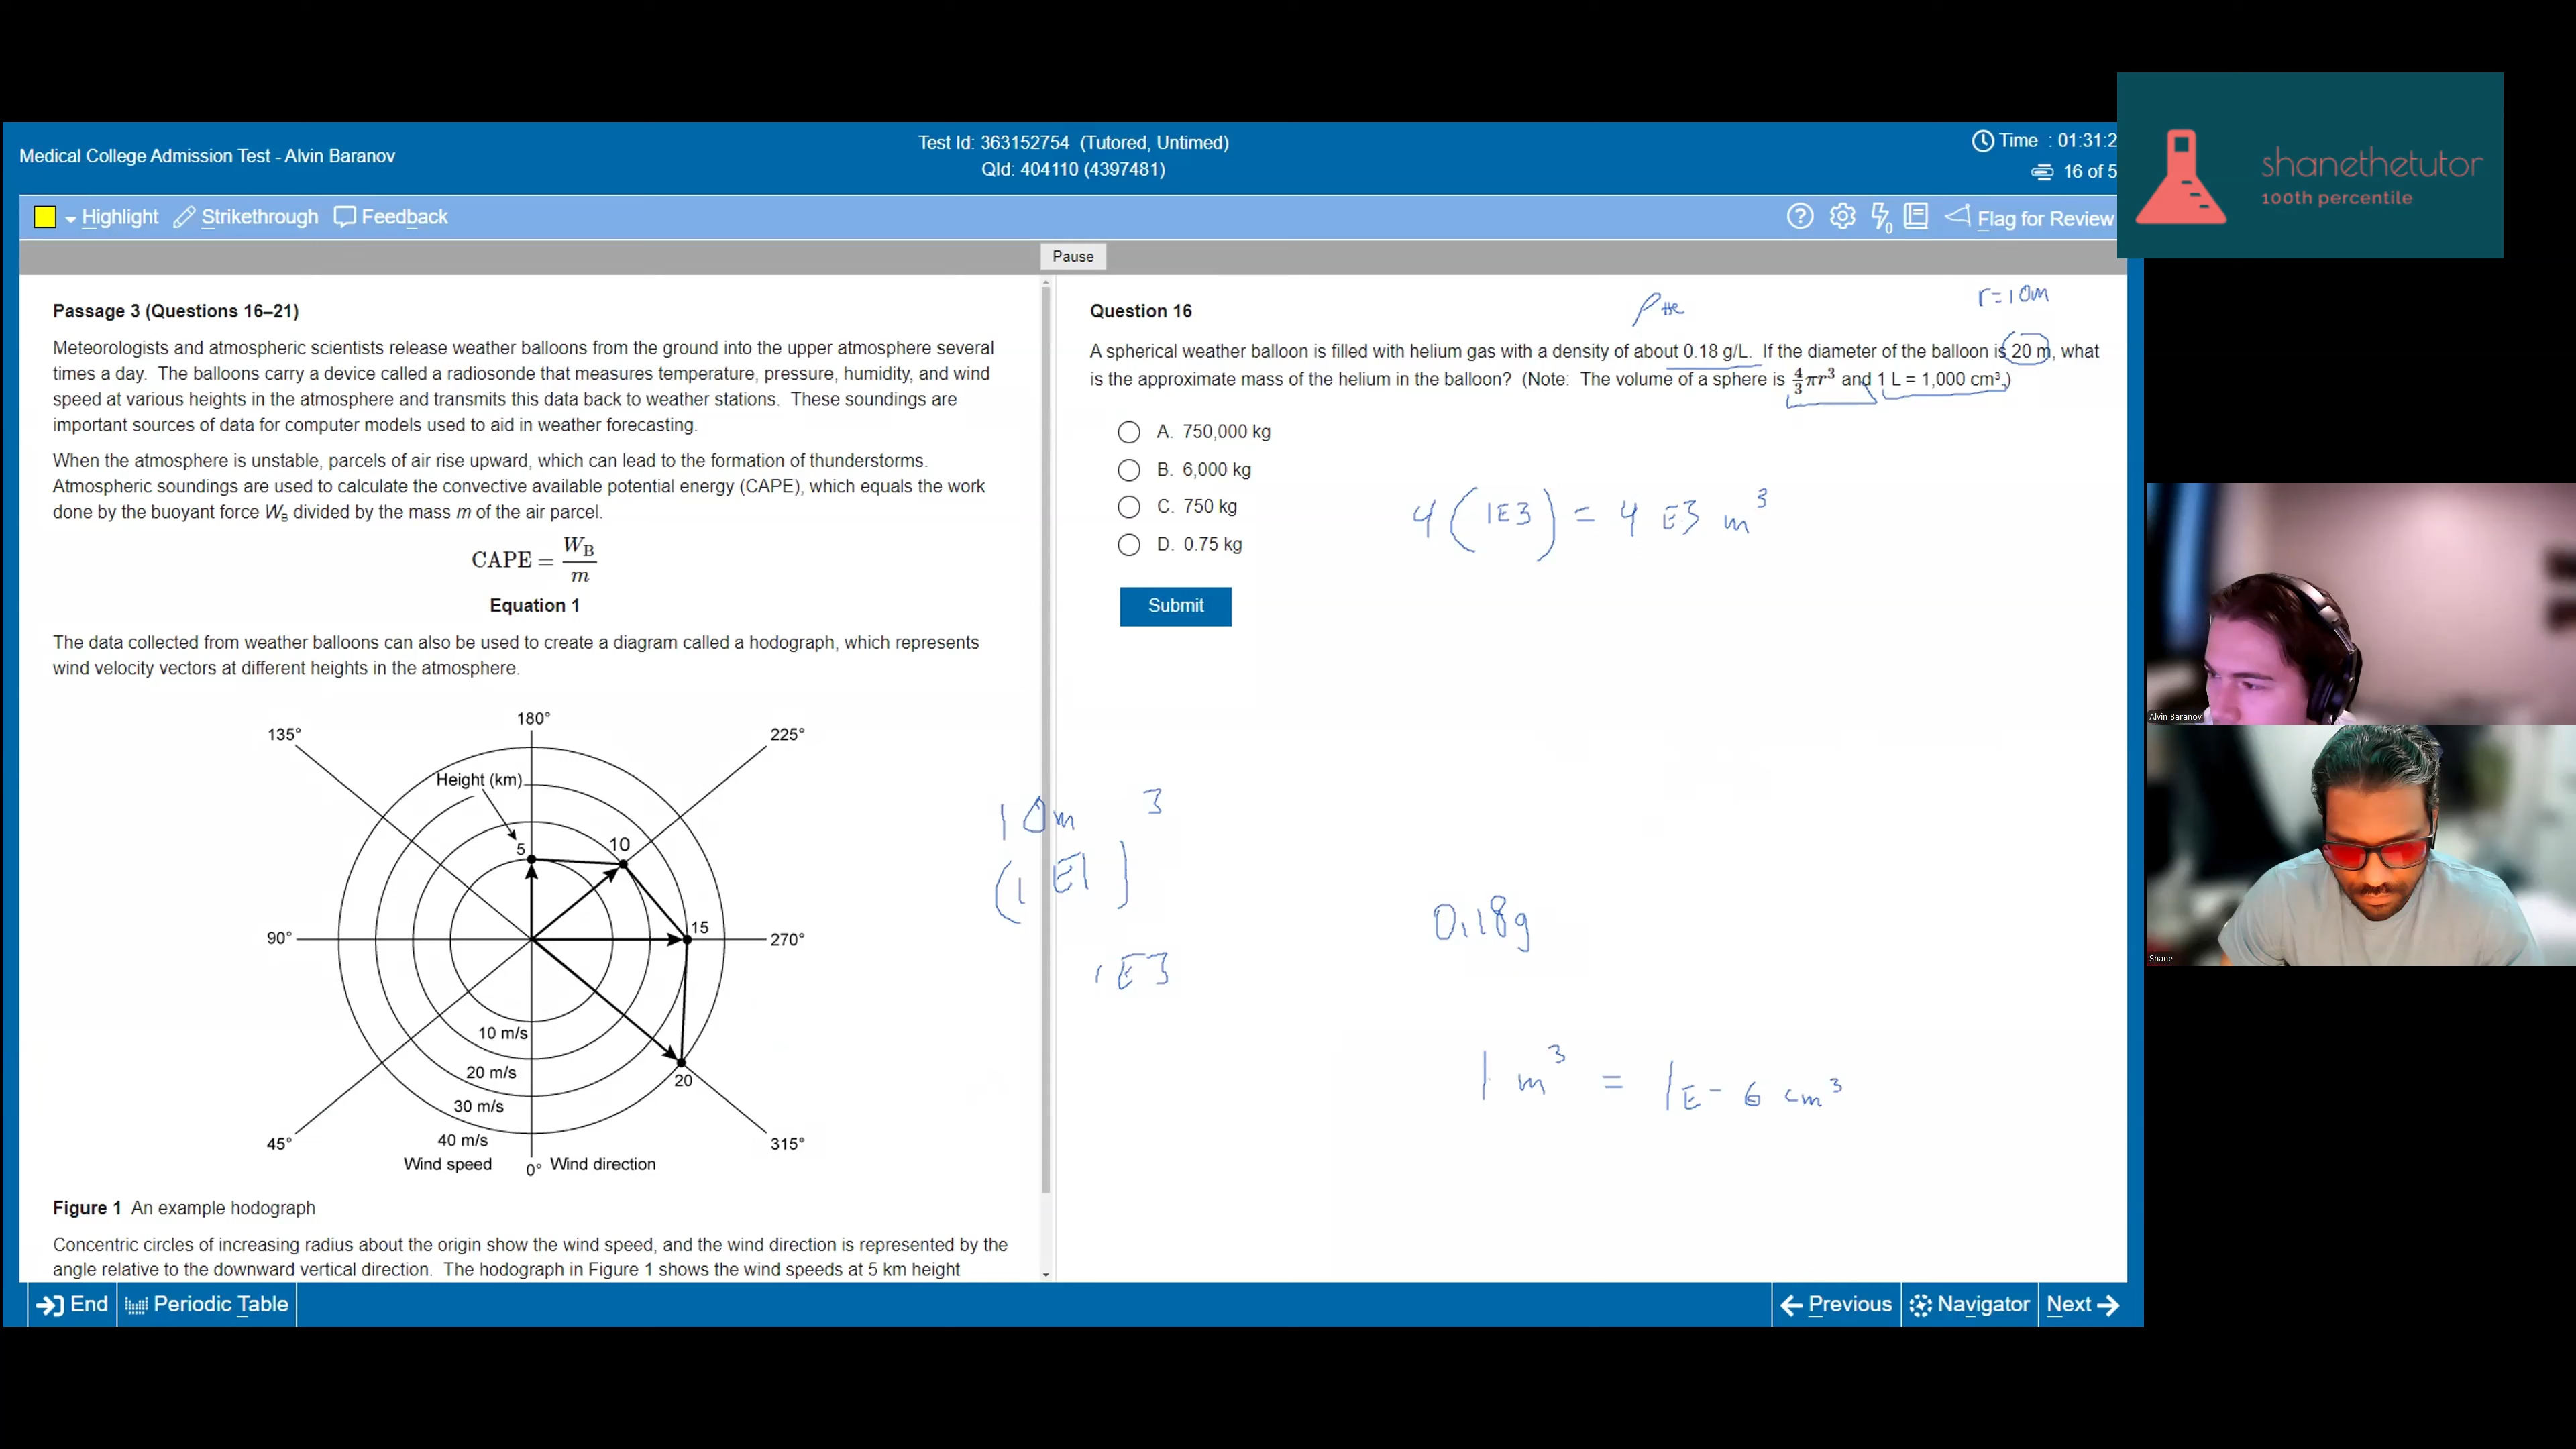 Medical College Admission Test - Alvin Baranov
Test Id: 363152754 (Tutored, Untimed)
QId: 404110 (4397481)
Time : 01:31:2
16 of 5
shanethetutor
100th percentile
Highlight
Strikethrough
Feedback
Flag for Review
Pause
Passage 3 (Questions 16–21)
Meteorologists and atmospheric scientists release weather balloons from the ground into the upper atmosphere several
times a day. The balloons carry a device called a radiosonde that measures temperature, pressure, humidity, and wind
speed at various heights in the atmosphere and transmits this data back to weather stations. These soundings are
important sources of data for computer models used to aid in weather forecasting.
When the atmosphere is unstable, parcels of air rise upward, which can lead to the formation of thunderstorms.
Atmospheric soundings are used to calculate the convective available potential energy (CAPE), which equals the work
done by the buoyant force W_B divided by the mass m of the air parcel.
CAPE = W_B / m
Equation 1
The data collected from weather balloons can also be used to create a diagram called a hodograph, which represents
wind velocity vectors at different heights in the atmosphere.
180°
135°
225°
Height (km)
5
10
15
90°
270°
10 m/s
20 m/s
20
30 m/s
40 m/s
45°
315°
Wind speed
0°
Wind direction
Figure 1 An example hodograph
Concentric circles of increasing radius about the origin show the wind speed, and the wind direction is represented by the
angle relative to the downward vertical direction. The hodograph in Figure 1 shows the wind speeds at 5 km height
Question 16
ρHe
r=10m
A spherical weather balloon is filled with helium gas with a density of about 0.18 g/L. If the diameter of the balloon is 20 m, what
is the approximate mass of the helium in the balloon? (Note: The volume of a sphere is 4/3 πr³ and 1 L = 1,000 cm³.)
A. 750,000 kg
B. 6,000 kg
C. 750 kg
D. 0.75 kg
Submit
4 (1E3) = 4 E3 m³
10m ³
(1 E1)
1E3
0.18g
1 m³ = 1E-6 cm³
Alvin Baranov
Shane
End
Periodic Table
Previous
Navigator
Next